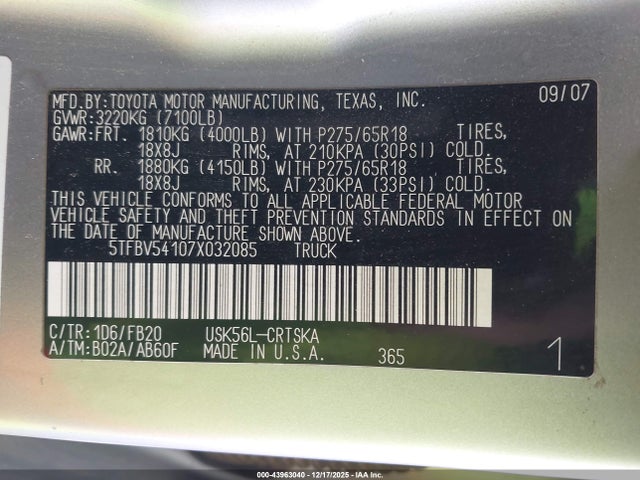 MFD.BY:TOYOTA MOTOR MANUFACTURING, TEXAS, INC. 09/07
GVWR:3220KG (7100LB)
GAWR:FRT. 1810KG (4000LB) WITH P275/65R18 TIRES,
18X8J RIMS, AT 210KPA (30PSI) COLD.
RR. 1880KG (4150LB) WITH P275/65R18 TIRES,
18X8J RIMS, AT 230KPA (33PSI) COLD.
THIS VEHICLE CONFORMS TO ALL APPLICABLE FEDERAL MOTOR
VEHICLE SAFETY AND THEFT PREVENTION STANDARDS IN EFFECT ON
THE DATE OF MANUFACTURE SHOWN ABOVE.
5TFBV54107X032085 TRUCK
C/TR:1D6/FB20 USK56L-CRTSKA
A/TM:B02A/AB60F MADE IN U.S.A. 365 1
000-43963040 - 12/17/2025 - IAA Inc.